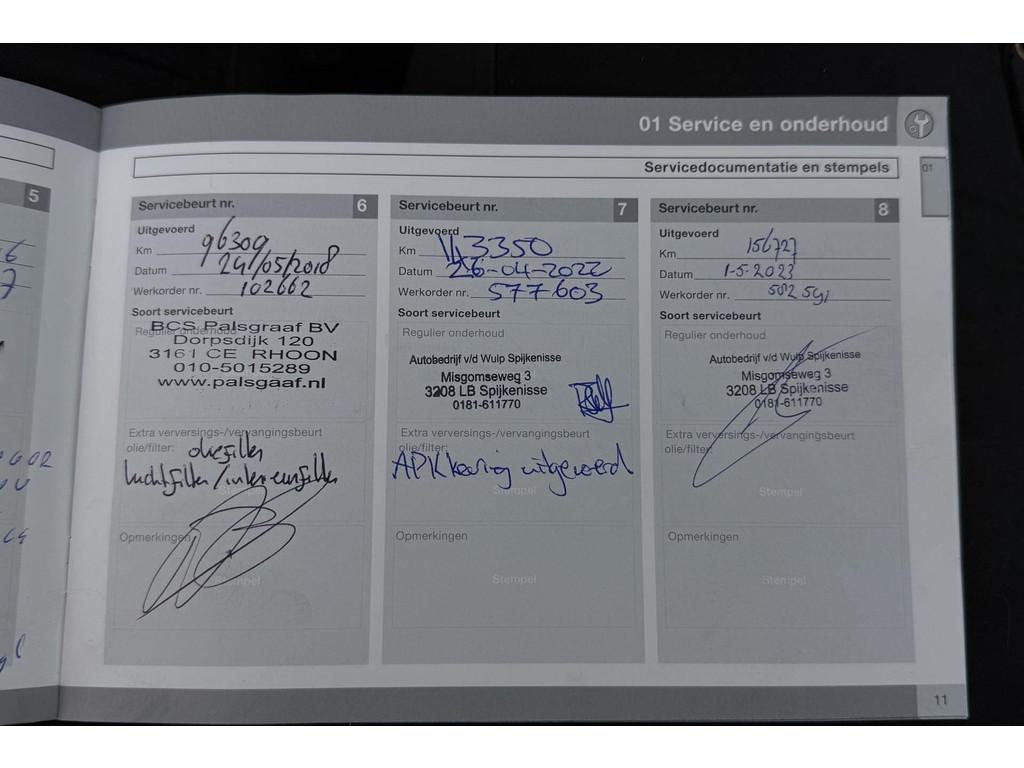 01 Service en onderhoud
01
Servicedocumentatie en stempels
5
Servicebeurt nr. 6
Uitgevoerd
Km 96309
Datum 24/05/2018
Werkorder nr. 102662
Soort servicebeurt
Regulier onderhoud
BCS Palsgraaf BV
Dorpsdijk 120
3161 CE RHOON
010-5015289
www.palsgaaf.nl
Extra verversings-/vervangingsbeurt
olie/filter: oliefilter
luchtfilter/interieurfilter
Opmerkingen
Stempel
Servicebeurt nr. 7
Uitgevoerd
Km 143350
Datum 26-04-2022
Werkorder nr. 577603
Soort servicebeurt
Regulier onderhoud
Autobedrijf v/d Wulp Spijkenisse
Misgomseweg 3
3208 LB Spijkenisse
0181-611770
Extra verversings-/vervangingsbeurt
olie/filter:
APK keuring uitgevoerd
Stempel
Opmerkingen
Stempel
Servicebeurt nr. 8
Uitgevoerd
Km 156727
Datum 1-5-2023
Werkorder nr.
Soort servicebeurt
Regulier onderhoud
Autobedrijf v/d Wulp Spijkenisse
Misgomseweg 3
3208 LB Spijkenisse
0181-611770
Extra verversings-/vervangingsbeurt
olie/filter:
Stempel
Opmerkingen
Stempel
11